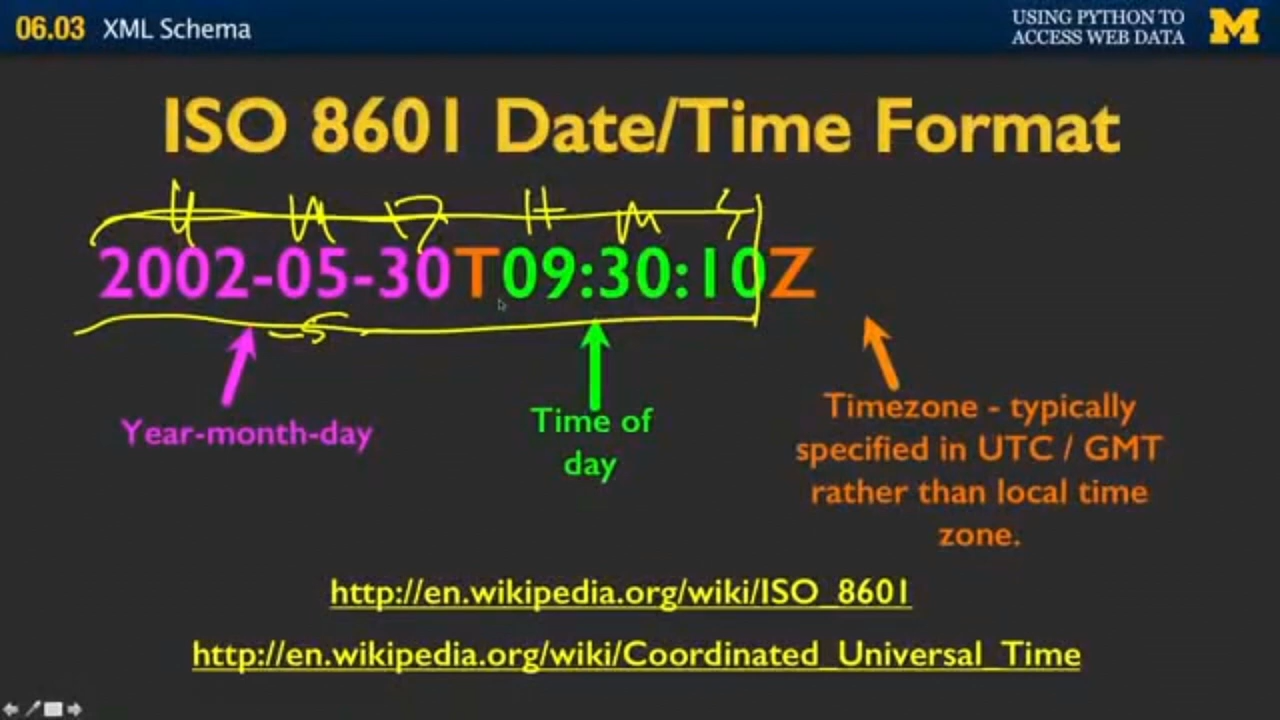 06.03 XML Schema
USING PYTHON TO
ACCESS WEB DATA
M
ISO 8601 Date/Time Format
y M D H m s
2002-05-30T09:30:10Z
Year-month-day
Time of
day
Timezone - typically
specified in UTC / GMT
rather than local time
zone.
http://en.wikipedia.org/wiki/ISO_8601
http://en.wikipedia.org/wiki/Coordinated_Universal_Time